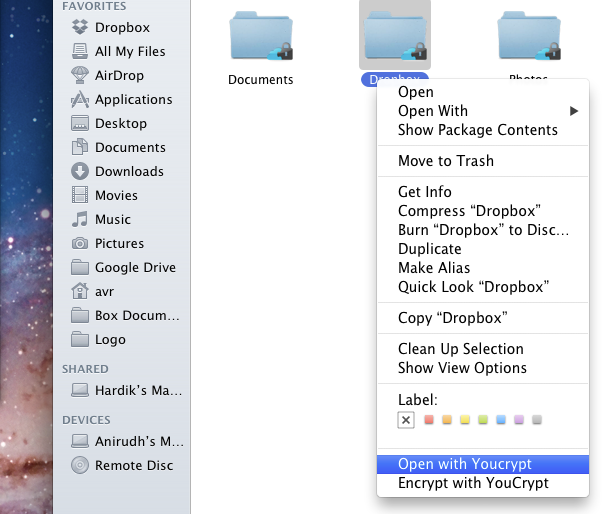 FAVORITES
Dropbox
All My Files
AirDrop
Applications
Desktop
Documents
Downloads
Movies
Music
Pictures
Google Drive
avr
Box Docum...
Logo
SHARED
Hardik's Ma...
DEVICES
Anirudh's M...
Remote Disc
Documents
Dropbox
Photos
Open
Open With
Show Package Contents
Move to Trash
Get Info
Compress “Dropbox”
Burn “Dropbox” to Disc...
Duplicate
Make Alias
Quick Look “Dropbox”
Copy “Dropbox”
Clean Up Selection
Show View Options
Label:
Open with Youcrypt
Encrypt with YouCrypt